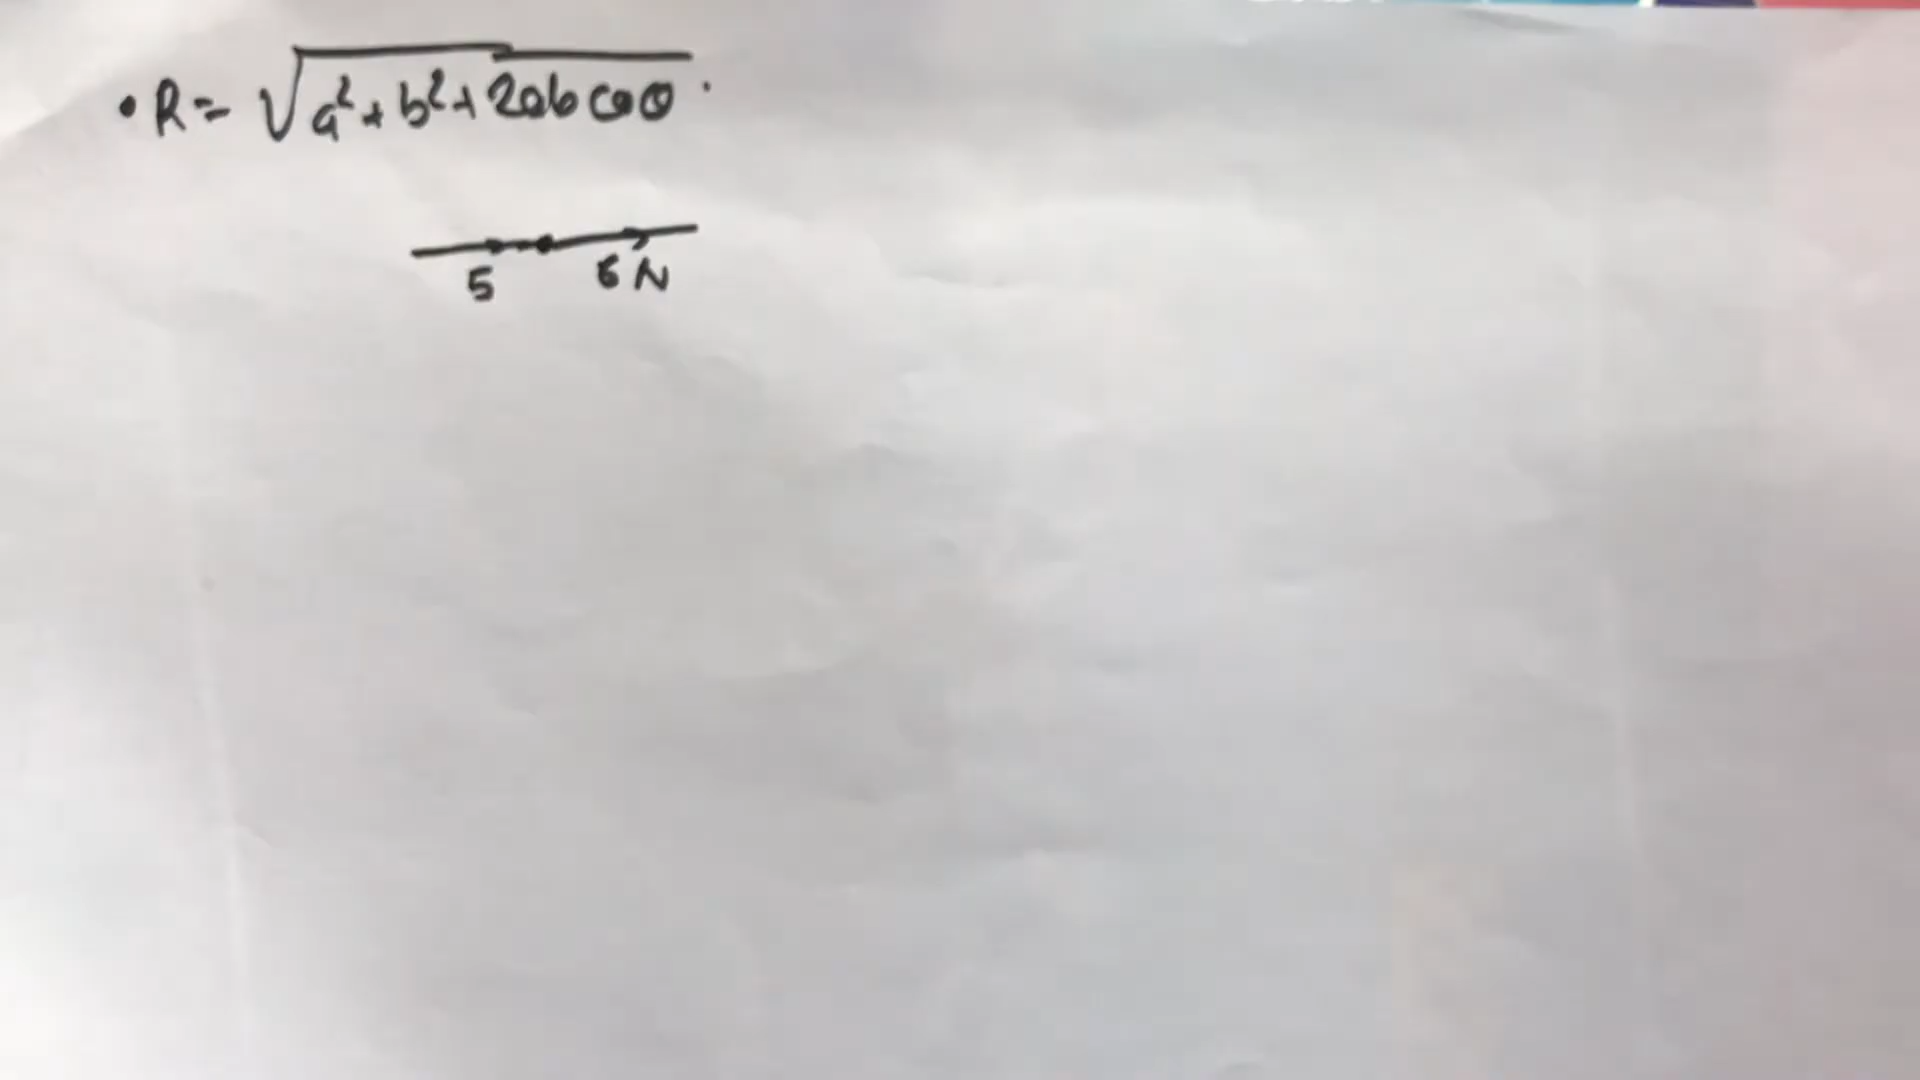 • R = √a²+b²+2ab cosθ .
5 6 N